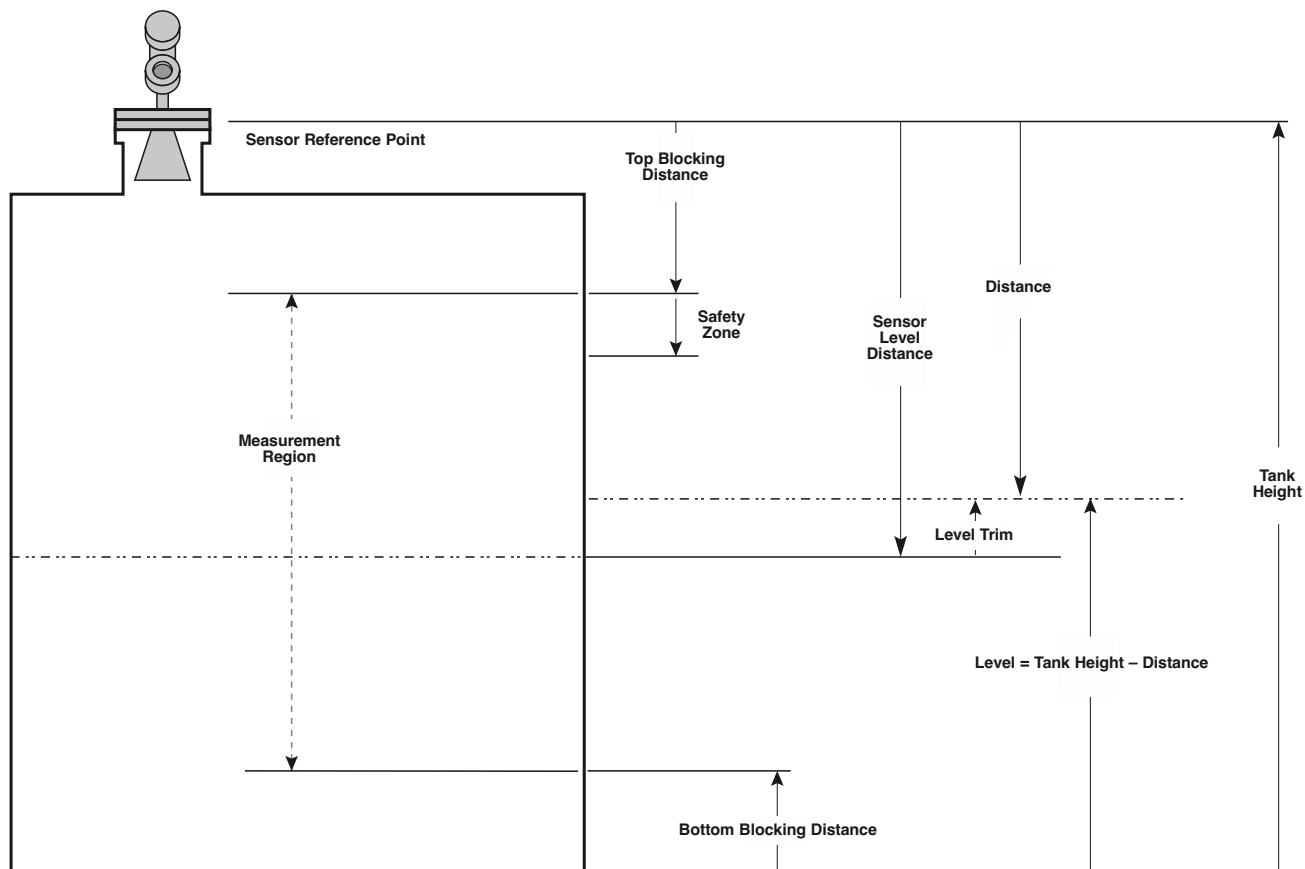 Sensor Reference Point
Top Blocking
Distance
Distance
Safety
Zone
Sensor
Level
Distance
Measurement
Region
Tank
Height
Level Trim
Level = Tank Height – Distance
Bottom Blocking Distance